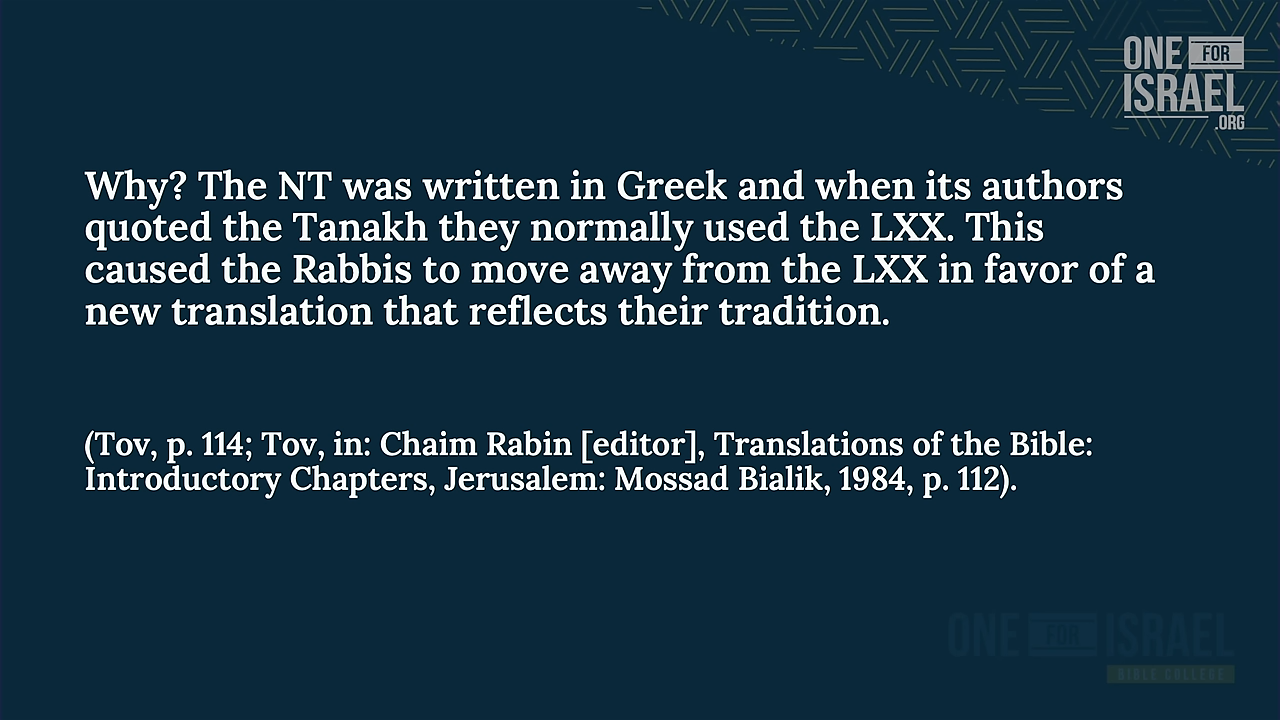 ONE FOR
ISRAEL
.ORG
Why? The NT was written in Greek and when its authors
quoted the Tanakh they normally used the LXX. This
caused the Rabbis to move away from the LXX in favor of a
new translation that reflects their tradition.
(Tov, p. 114; Tov, in: Chaim Rabin [editor], Translations of the Bible:
Introductory Chapters, Jerusalem: Mossad Bialik, 1984, p. 112).
ONE FOR ISRAEL
BIBLE COLLEGE